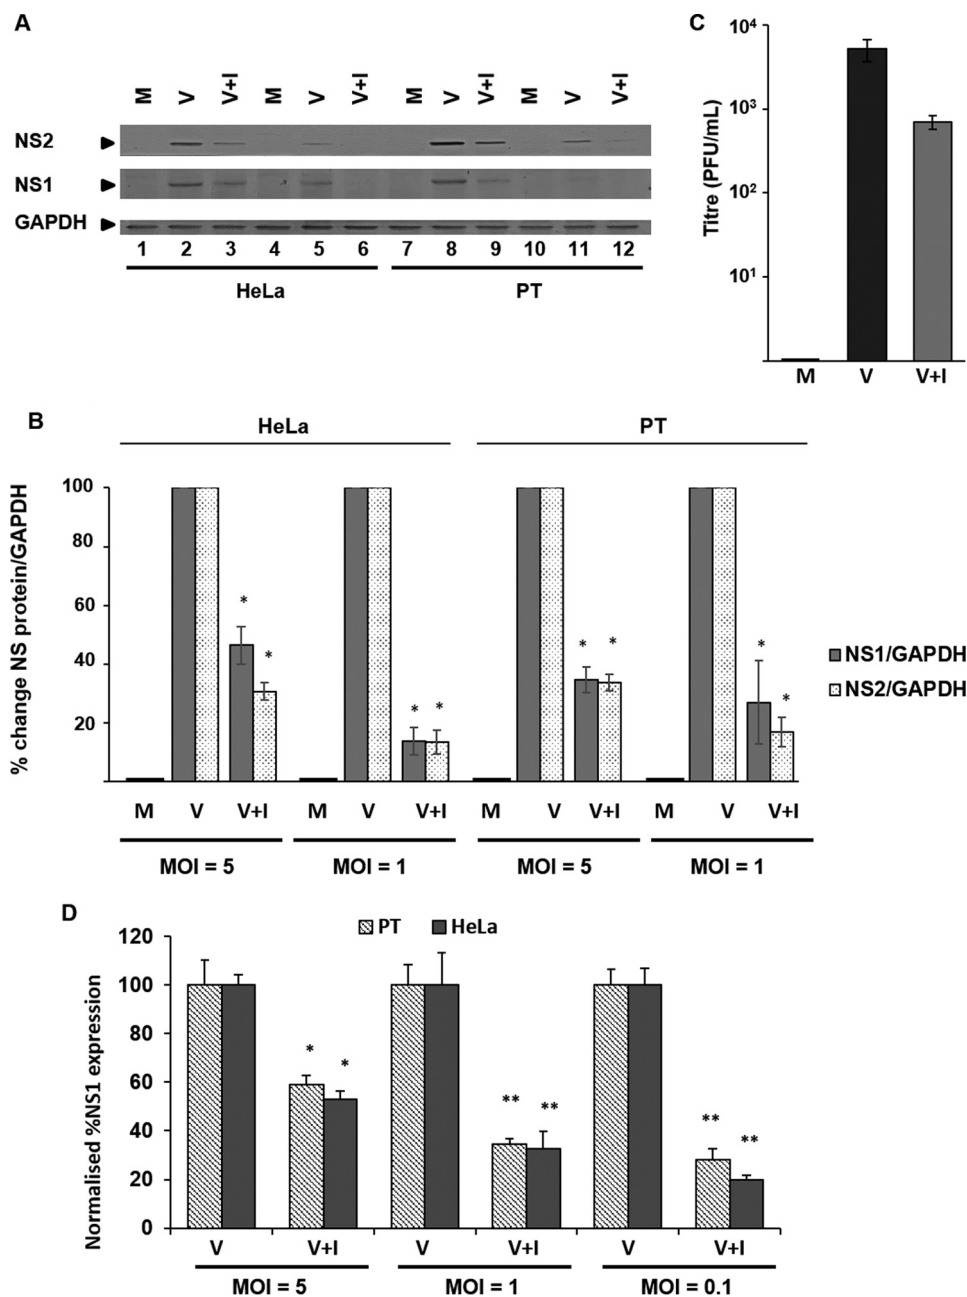 A
M V V+I M V V+I M V V+I M V V+I
NS2
NS1
GAPDH
1 2 3 4 5 6 7 8 9 10 11 12
HeLa PT
C
Titre (PFU/mL)
10⁴
10³
10²
10¹
M V V+I
B
HeLa PT
% change NS protein/GAPDH
100
80
60
40
20
* * * * * * * *
NS1/GAPDH
NS2/GAPDH
M V V+I M V V+I M V V+I M V V+I
MOI = 5 MOI = 1 MOI = 5 MOI = 1
D
PT HeLa
Normalised %NS1 expression
120
100
80
60
40
20
0
* * ** ** ** **
V V+I V V+I V V+I
MOI = 5 MOI = 1 MOI = 0.1